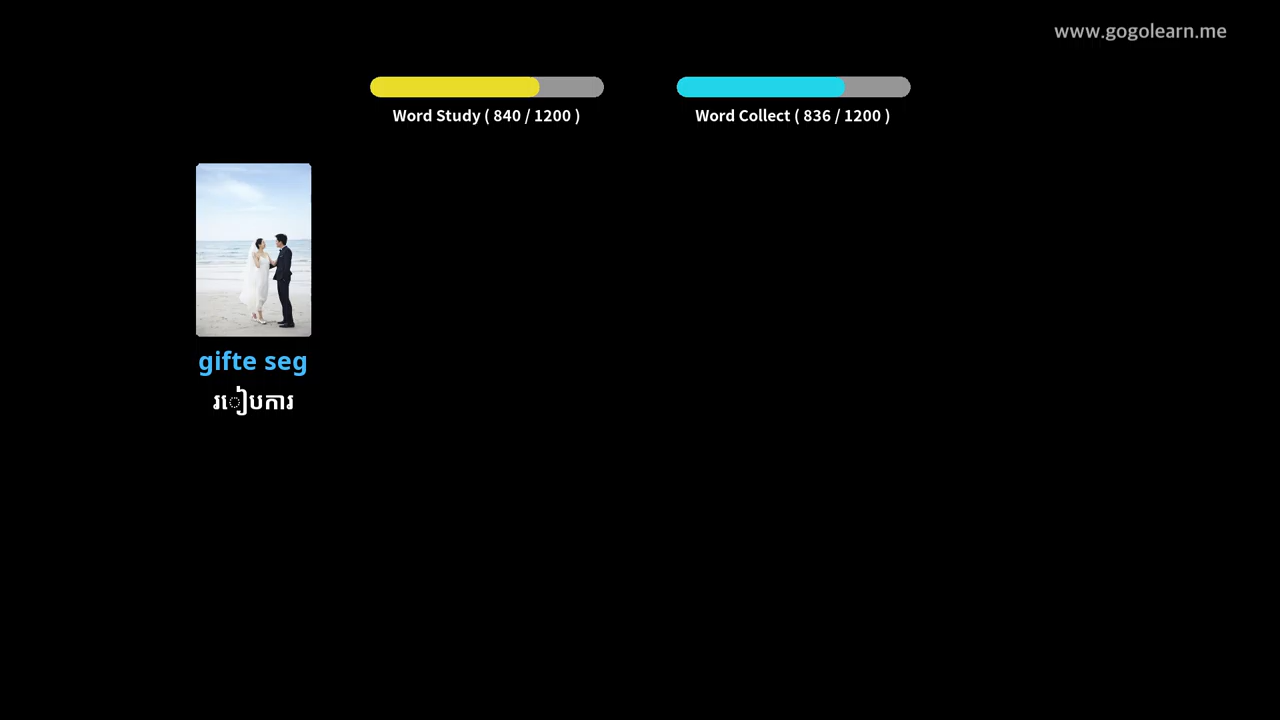 www.gogolearn.me
Word Study ( 840 / 1200 )
Word Collect ( 836 / 1200 )
gifte seg
រៀបការ